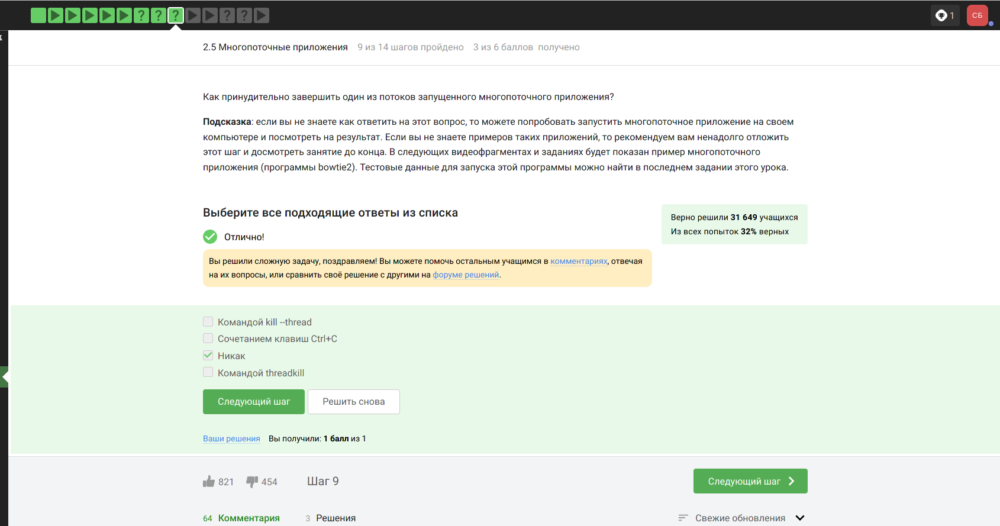 ? ? ? ? ?
1
СБ
2.5 Многопоточные приложения 9 из 14 шагов пройдено 3 из 6 баллов получено
Как принудительно завершить один из потоков запущенного многопоточного приложения?
Подсказка: если вы не знаете как ответить на этот вопрос, то можете попробовать запустить многопоточное приложение на своем
компьютере и посмотреть на результат. Если вы не знаете примеров таких приложений, то рекомендуем вам ненадолго отложить
этот шаг и досмотреть занятие до конца. В следующих видеофрагментах и заданиях будет показан пример многопоточного
приложения (программы bowtie2). Тестовые данные для запуска этой программы можно найти в последнем задании этого урока.
Выберите все подходящие ответы из списка
Верно решили 31 649 учащихся
Из всех попыток 32% верных
Отлично!
Вы решили сложную задачу, поздравляем! Вы можете помочь остальным учащимся в комментариях, отвечая
на их вопросы, или сравнить своё решение с другими на форуме решений.
Командой kill --thread
Сочетанием клавиш Ctrl+C
Никак
Командой threadkill
Следующий шаг Решить снова
Ваши решения Вы получили: 1 балл из 1
821 454 Шаг 9 Следующий шаг
64 Комментария 3 Решения Свежие обновления